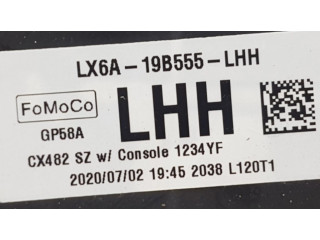 LX6A-19B555-LHH
FoMoCo
LHH
GP58A
CX482 SZ w/ Console 1234YF
2020/07/02 19:45 2038 L120T1